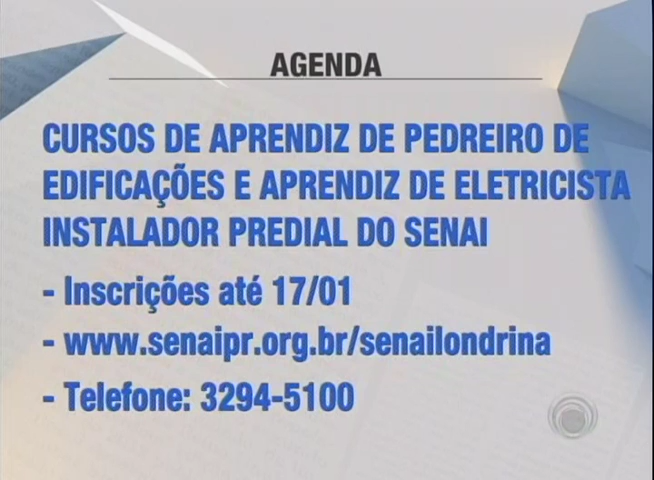 AGENDA
CURSOS DE APRENDIZ DE PEDREIRO DE
EDIFICAÇÕES E APRENDIZ DE ELETRICISTA
INSTALADOR PREDIAL DO SENAI
- Inscrições até 17/01
- www.senaipr.org.br/senailondrina
- Telefone: 3294-5100